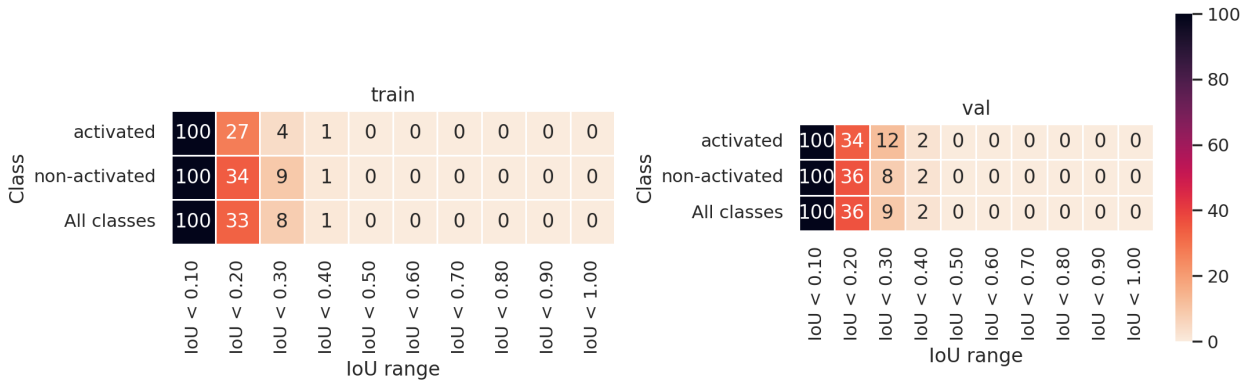 train
Class
activated 100 27 4 1 0 0 0 0 0 0
non-activated 100 34 9 1 0 0 0 0 0 0
All classes 100 33 8 1 0 0 0 0 0 0
IoU < 0.10
IoU < 0.20
IoU < 0.30
IoU < 0.40
IoU < 0.50
IoU < 0.60
IoU < 0.70
IoU < 0.80
IoU < 0.90
IoU < 1.00
IoU range
val
Class
activated 100 34 12 2 0 0 0 0 0 0
non-activated 100 36 8 2 0 0 0 0 0 0
All classes 100 36 9 2 0 0 0 0 0 0
IoU < 0.10
IoU < 0.20
IoU < 0.30
IoU < 0.40
IoU < 0.50
IoU < 0.60
IoU < 0.70
IoU < 0.80
IoU < 0.90
IoU < 1.00
IoU range
100
80
60
40
20
0